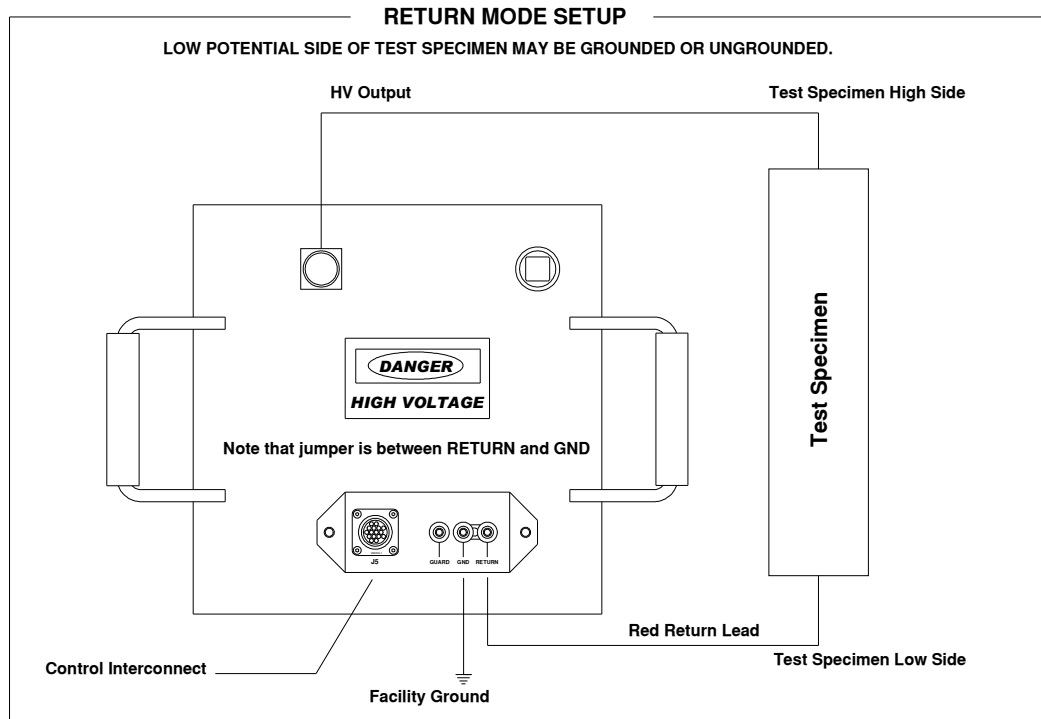 RETURN MODE SETUP
LOW POTENTIAL SIDE OF TEST SPECIMEN MAY BE GROUNDED OR UNGROUNDED.
HV Output
Test Specimen High Side
DANGER
HIGH VOLTAGE
Test Specimen
Note that jumper is between RETURN and GND
J5
GUARD GND RETURN
Red Return Lead
Control Interconnect
Test Specimen Low Side
Facility Ground